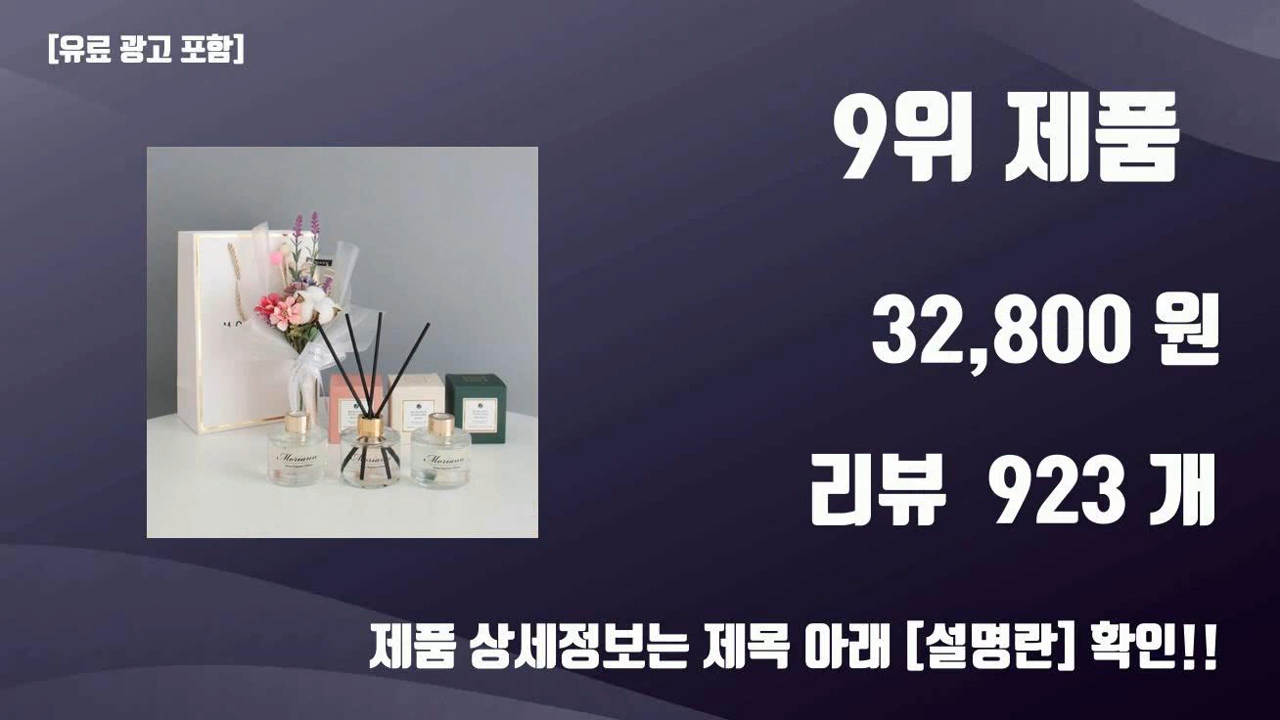 [유료 광고 포함]
9위 제품
32,800 원
리뷰 923 개
제품 상세정보는 제목 아래 [설명란] 확인!!
Moriann